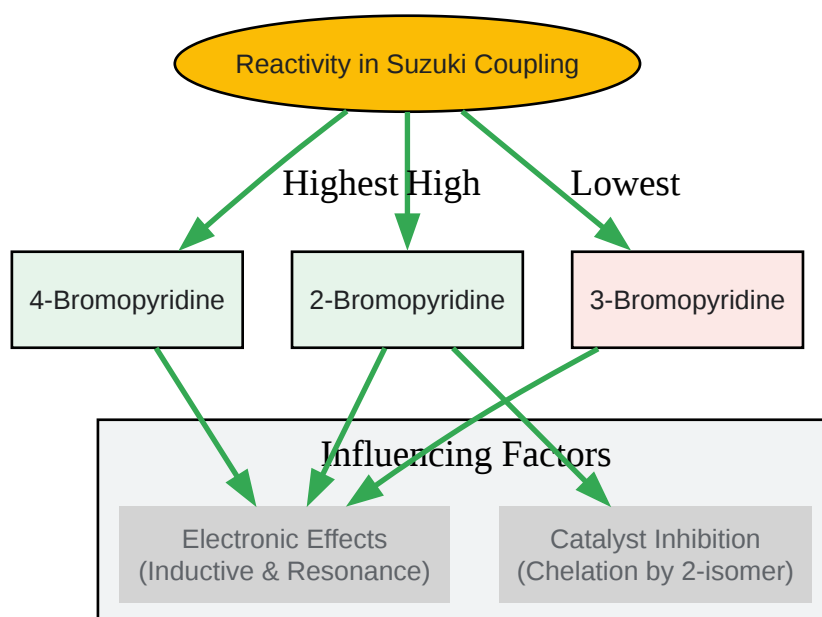 Reactivity in Suzuki Coupling
Highest
High
Lowest
4-Bromopyridine
2-Bromopyridine
3-Bromopyridine
Influencing Factors
Electronic Effects
(Inductive & Resonance)
Catalyst Inhibition
(Chelation by 2-isomer)